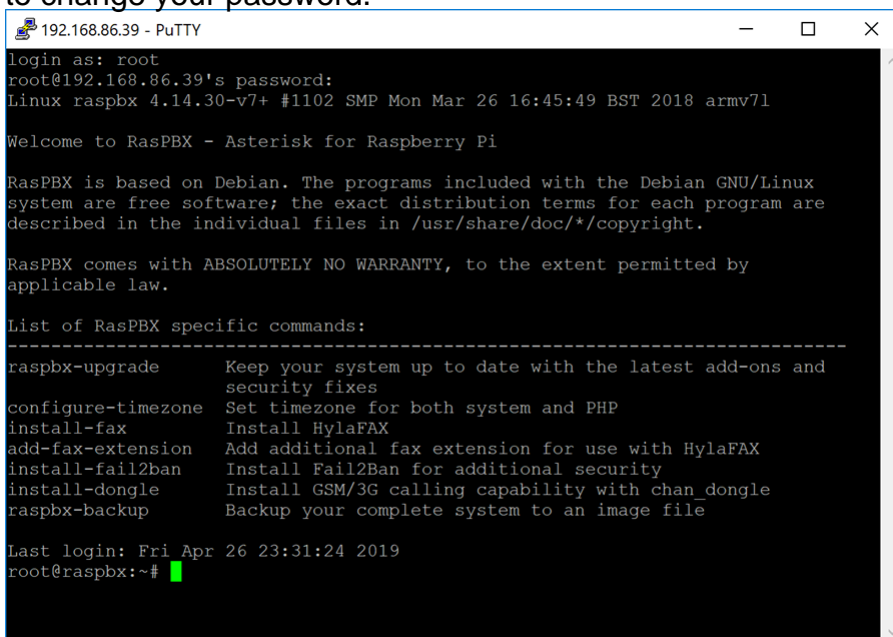 to change your password.
192.168.86.39 - PuTTY
login as: root
root@192.168.86.39's password:
Linux raspbx 4.14.30-v7+ #1102 SMP Mon Mar 26 16:45:49 BST 2018 armv7l
Welcome to RasPBX - Asterisk for Raspberry Pi
RasPBX is based on Debian. The programs included with the Debian GNU/Linux
system are free software; the exact distribution terms for each program are
described in the individual files in /usr/share/doc/*/copyright.
RasPBX comes with ABSOLUTELY NO WARRANTY, to the extent permitted by
applicable law.
List of RasPBX specific commands:
------------------------------------------------------------------------------
raspbx-upgrade      Keep your system up to date with the latest add-ons and
                    security fixes
configure-timezone  Set timezone for both system and PHP
install-fax         Install HylaFAX
add-fax-extension   Add additional fax extension for use with HylaFAX
install-fail2ban    Install Fail2Ban for additional security
install-dongle      Install GSM/3G calling capability with chan_dongle
raspbx-backup       Backup your complete system to an image file
Last login: Fri Apr 26 23:31:24 2019
root@raspbx:~#